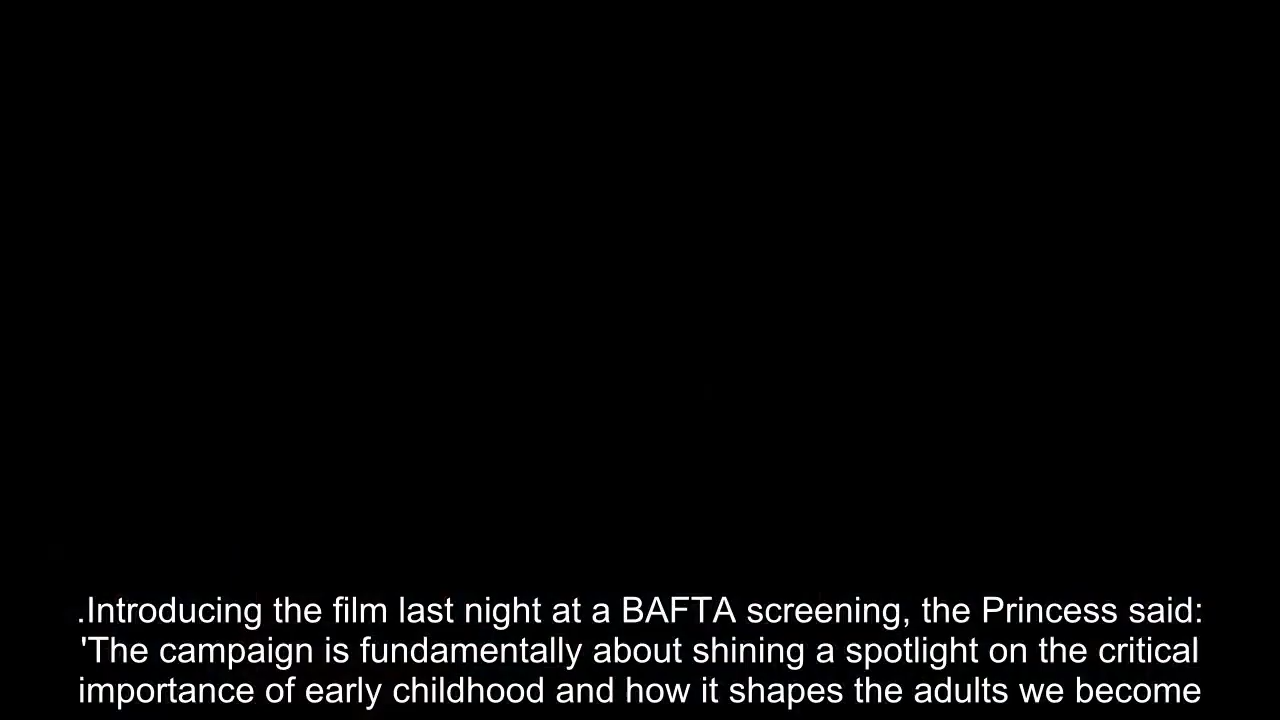 .Introducing the film last night at a BAFTA screening, the Princess said:
'The campaign is fundamentally about shining a spotlight on the critical
importance of early childhood and how it shapes the adults we become